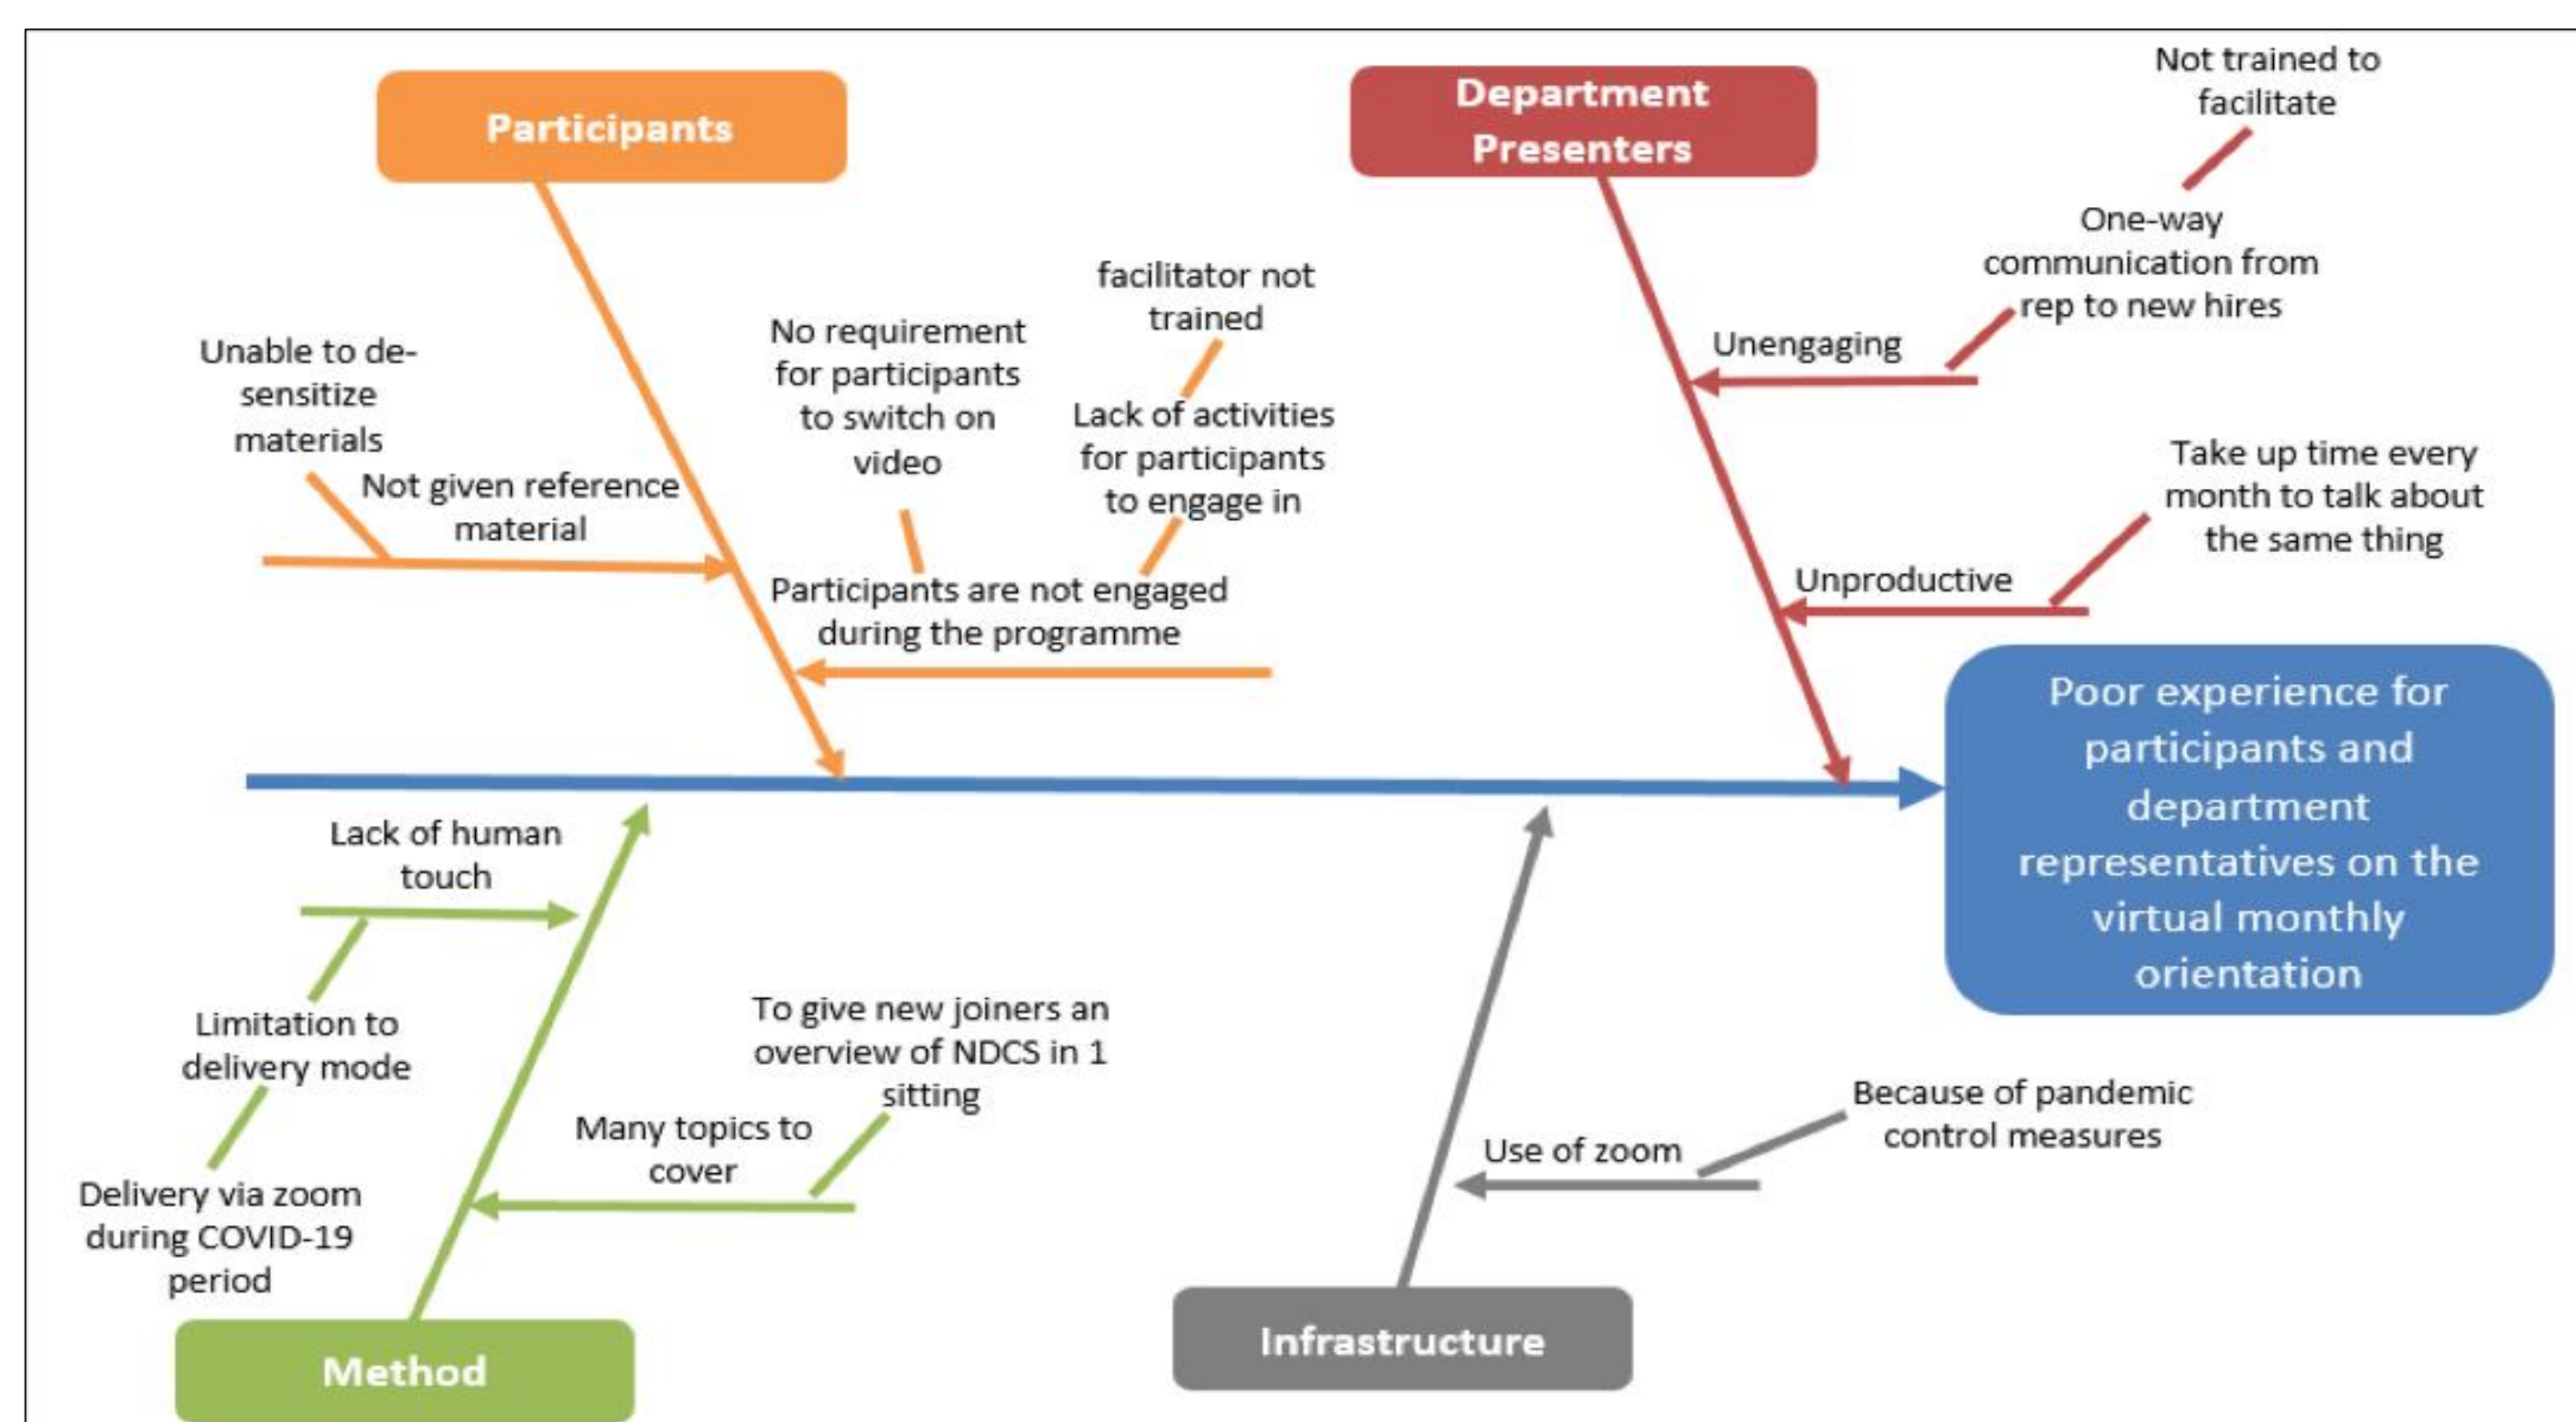 Participants
Department
Presenters
Not trained to
facilitate
One-way
communication from
rep to new hires
Unengaging
Take up time every
month to talk about
the same thing
Unproductive
facilitator not
trained
No requirement
for participants
to switch on
video
Lack of activities
for participants
to engage in
Participants are not engaged
during the programme
Unable to de-
sensitize
materials
Not given reference
material
Poor experience for
participants and
department
representatives on the
virtual monthly
orientation
Lack of human
touch
Limitation to
delivery mode
Delivery via zoom
during COVID-19
period
To give new joiners an
overview of NDCS in 1
sitting
Many topics to
cover
Because of pandemic
control measures
Use of zoom
Method
Infrastructure